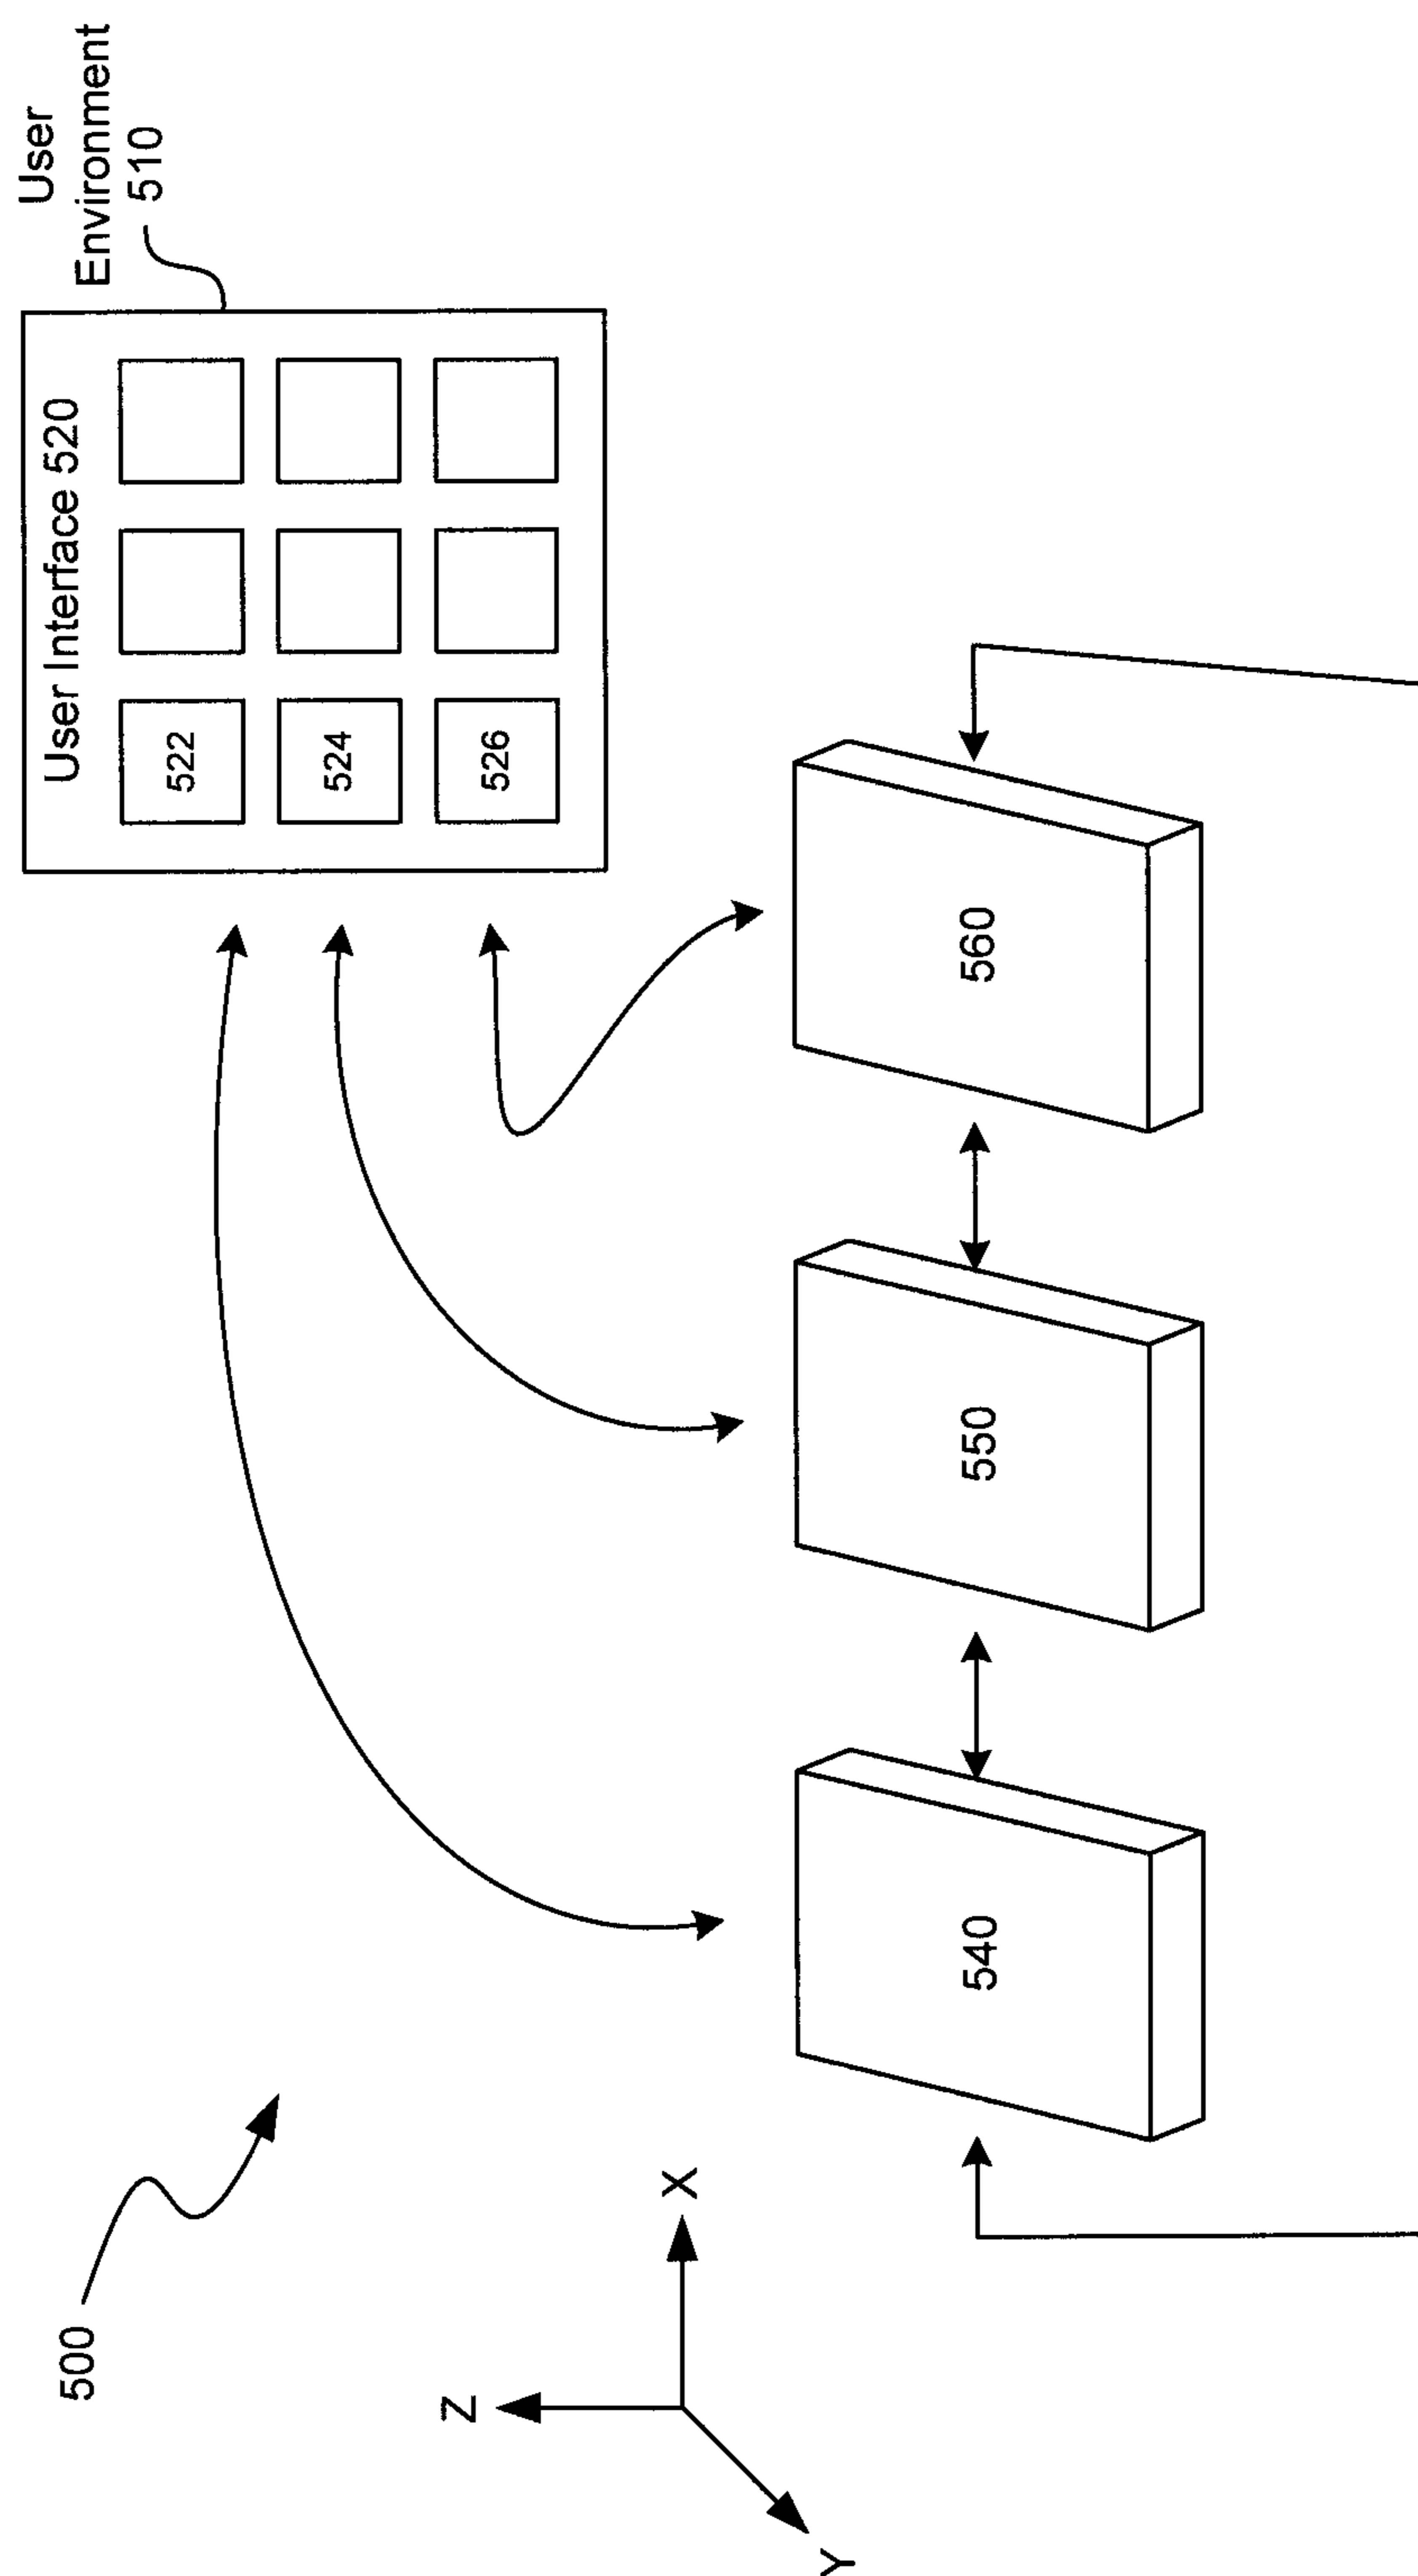 500
User
Environment
510
User Interface 520
522
524
526
Z
X
Y
540
550
560